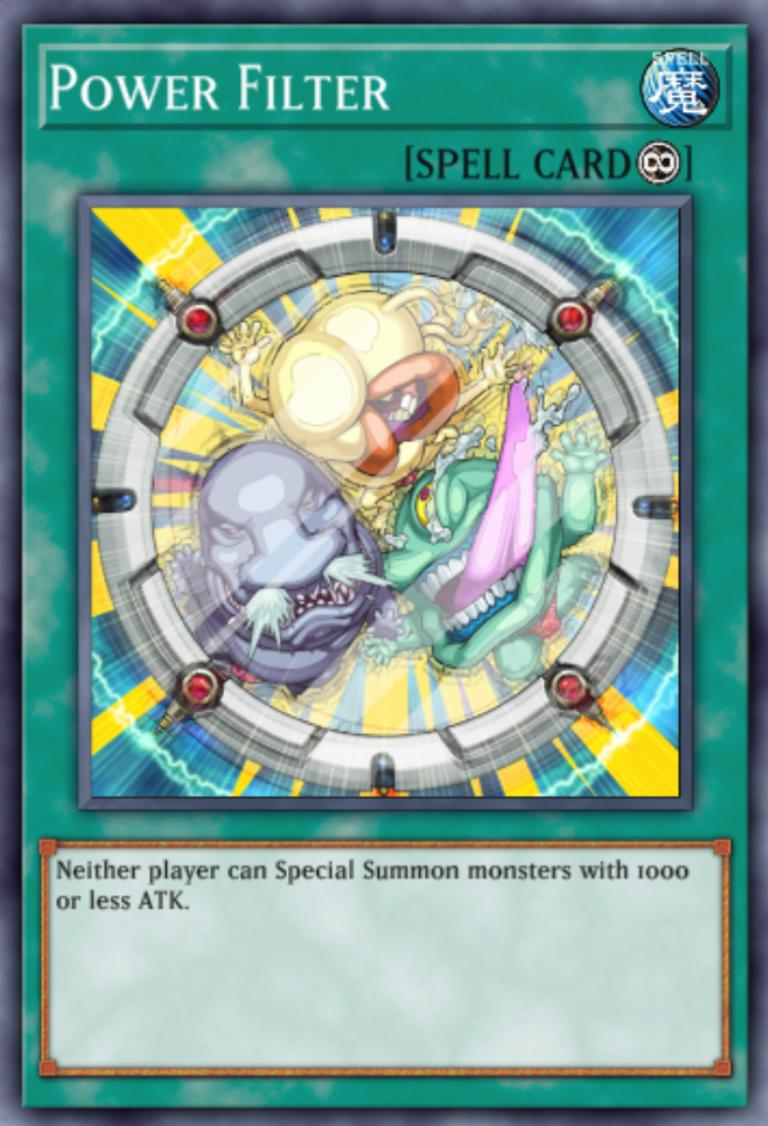 Power Filter
SPELL
魔
[SPELL CARD]
Neither player can Special Summon monsters with 1000
or less ATK.